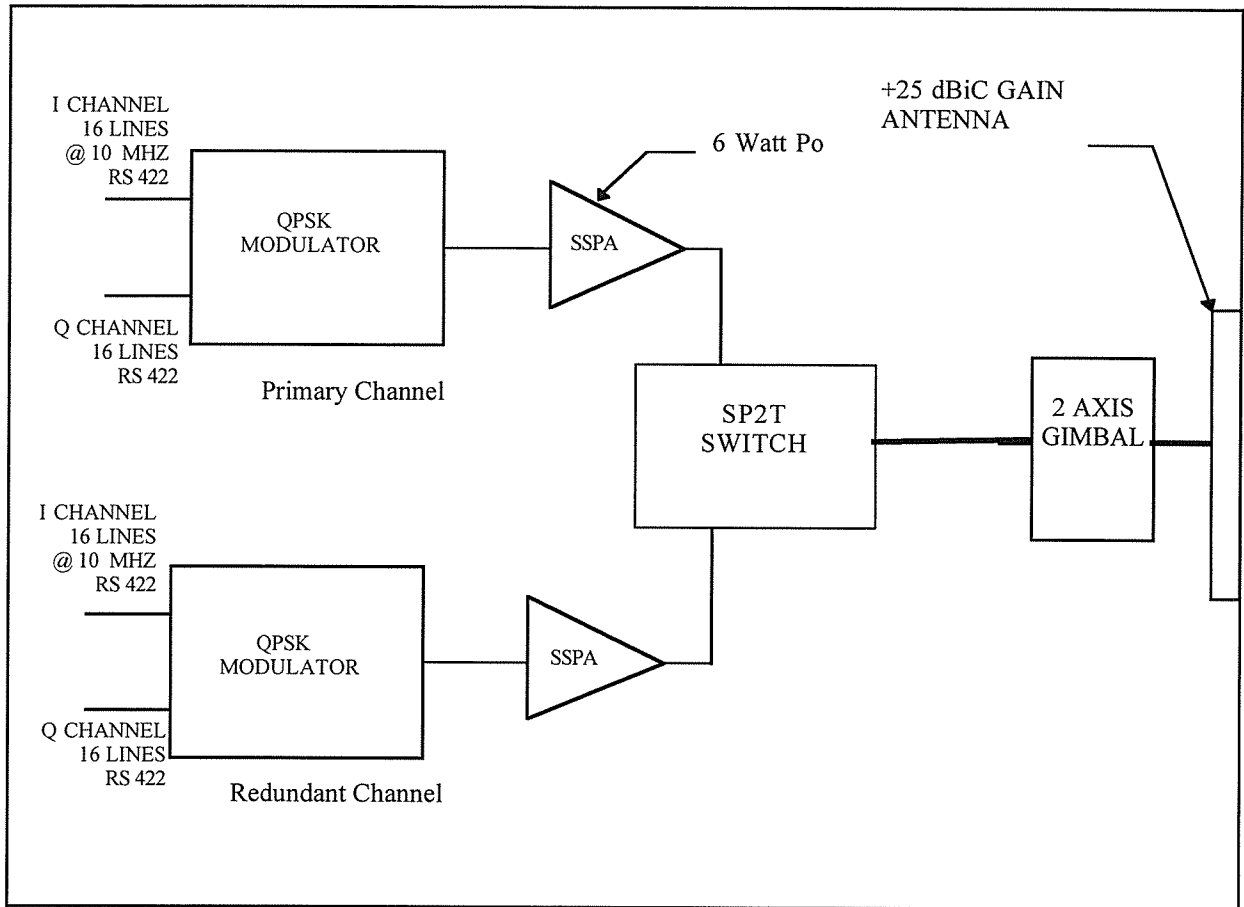 I CHANNEL
16 LINES
@ 10 MHZ
RS 422
QPSK
MODULATOR
Q CHANNEL
16 LINES
RS 422
Primary Channel
SSPA
6 Watt Po
+25 dBiC GAIN
ANTENNA
SP2T
SWITCH
2 AXIS
GIMBAL
I CHANNEL
16 LINES
@ 10 MHZ
RS 422
QPSK
MODULATOR
Q CHANNEL
16 LINES
RS 422
Redundant Channel
SSPA